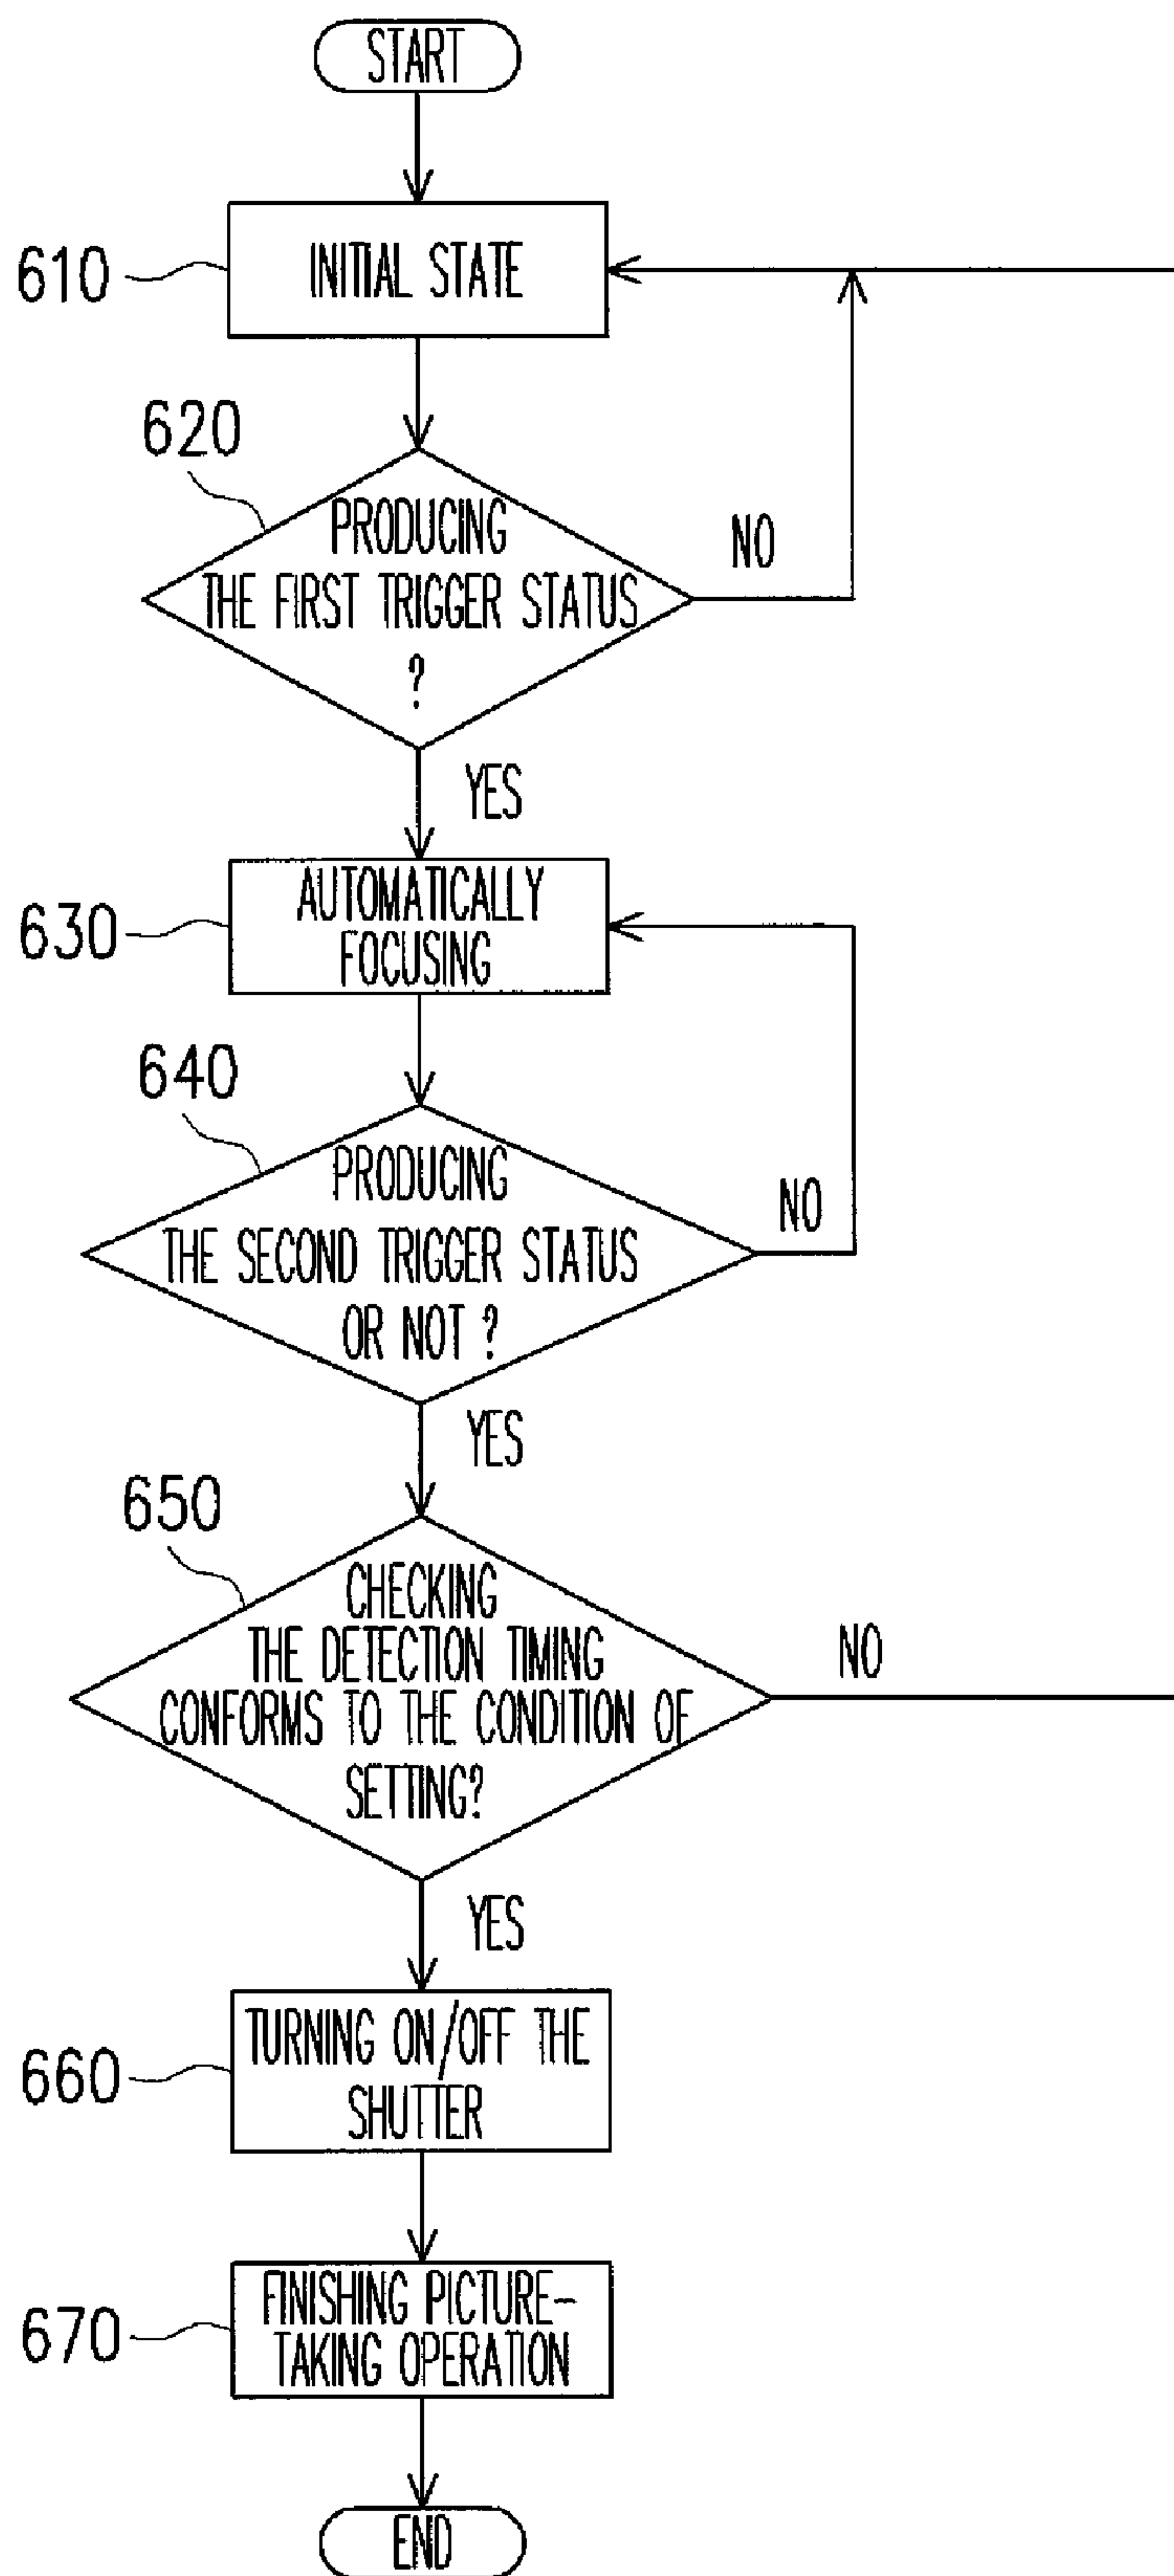 START
610
INITIAL STATE
620
PRODUCING
THE FIRST TRIGGER STATUS
?
NO
YES
630
AUTOMATICALLY
FOCUSING
640
PRODUCING
THE SECOND TRIGGER STATUS
OR NOT ?
NO
YES
650
CHECKING
THE DETECTION TIMING
CONFORMS TO THE CONDITION OF
SETTING?
NO
YES
660
TURNING ON/OFF THE
SHUTTER
670
FINISHING PICTURE-
TAKING OPERATION
END